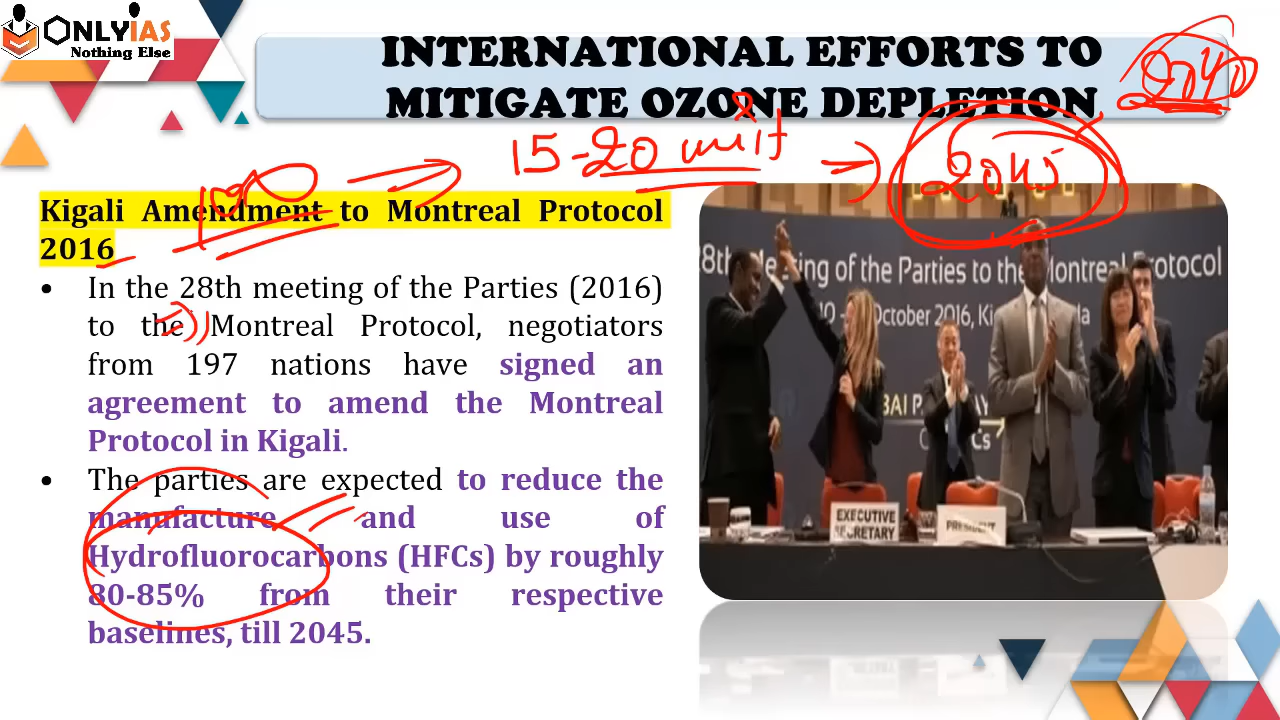 ONLYIAS
Nothing Else
INTERNATIONAL EFFORTS TO
MITIGATE OZONE DEPLETION
2040
15-20 unit
2045
100
Kigali Amendment to Montreal Protocol
2016
• In the 28th meeting of the Parties (2016)
to the Montreal Protocol, negotiators
from 197 nations have signed an
agreement to amend the Montreal
Protocol in Kigali.
• The parties are expected to reduce the
manufacture and use of
Hydrofluorocarbons (HFCs) by roughly
80-85% from their respective
baselines, till 2045.
28th Meeting of the Parties to the Montreal Protocol
October 2016,
EXECUTIVE
SECRETARY
PRESIDENT